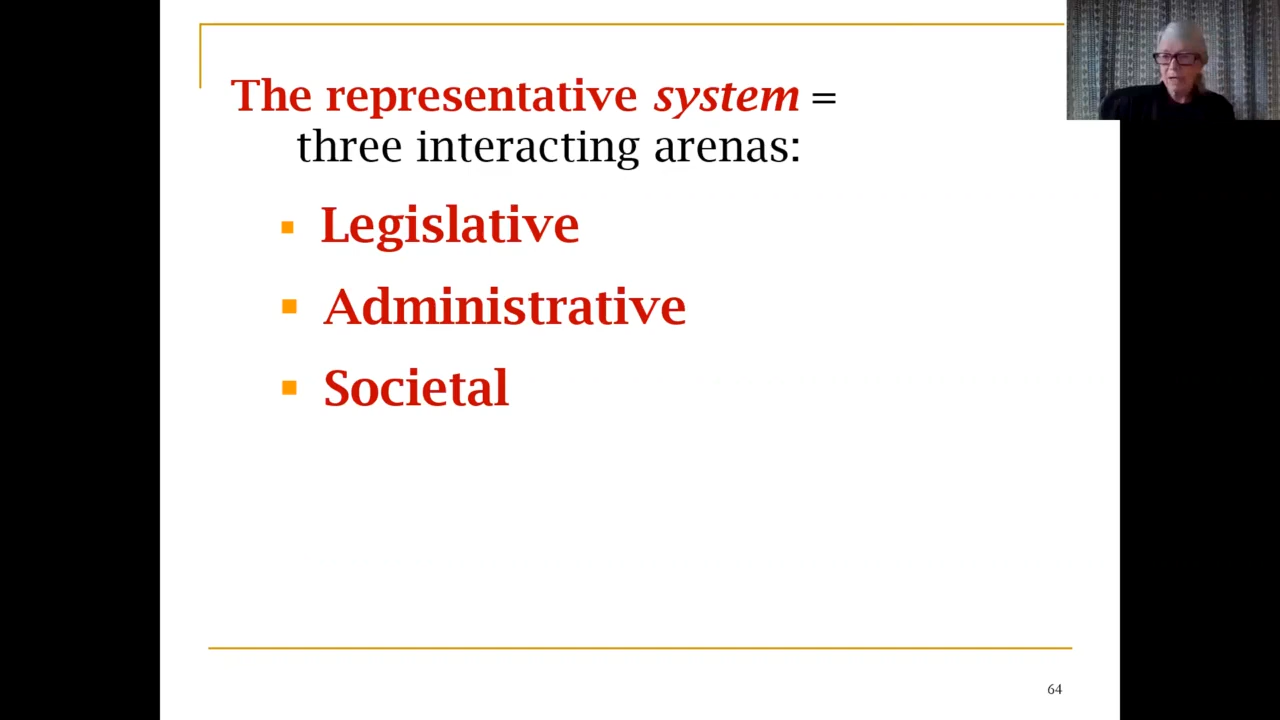 The representative system =
three interacting arenas:
▪ Legislative
▪ Administrative
▪ Societal
64